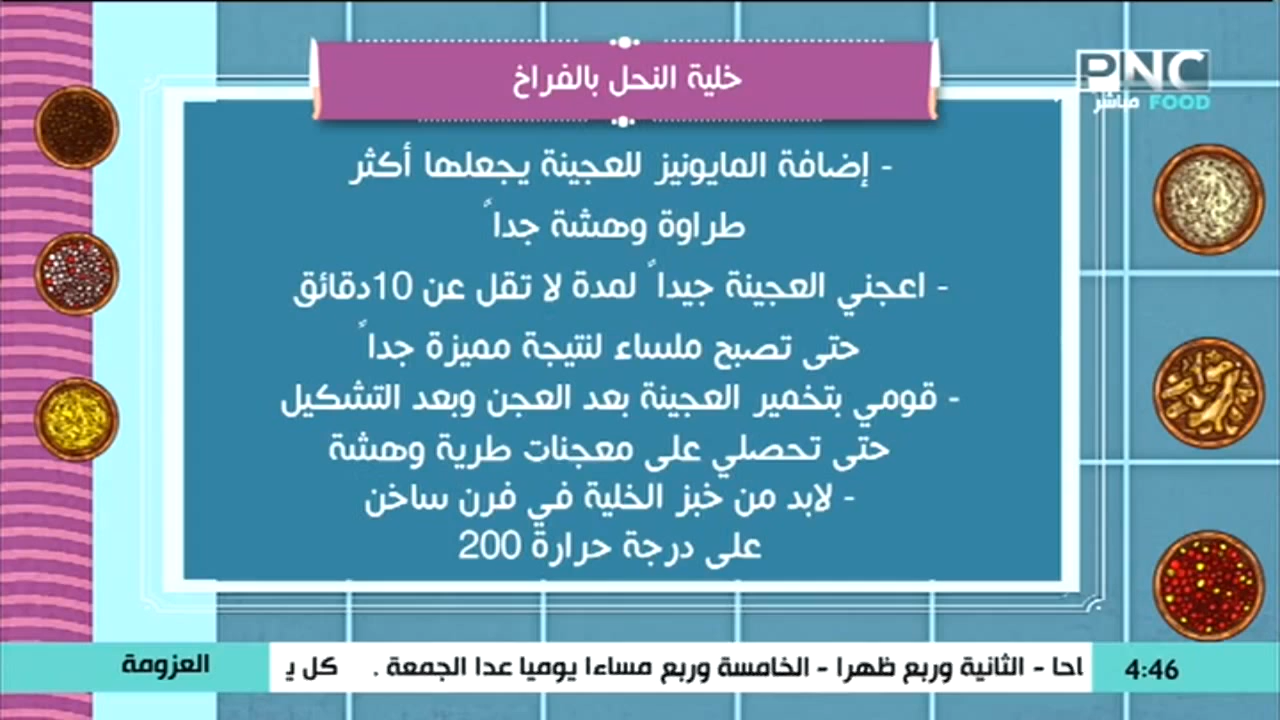 خلية النحل بالفراخ
PNC
FOOD مباشر
- إضافة المايونيز للعجينة يجعلها أكثر
طراوة وهشة جداً
- اعجني العجينة جيداً لمدة لا تقل عن 10دقائق
حتى تصبح ملساء لنتيجة مميزة جداً
- قومي بتخمير العجينة بعد العجن وبعد التشكيل
حتى تحصلي على معجنات طرية وهشة
- لابد من خبز الخلية في فرن ساخن
على درجة حرارة 200
4:46
احا - الثانية وربع ظهرا - الخامسة وربع مساءا يوميا عدا الجمعة . كل ي
العزومة